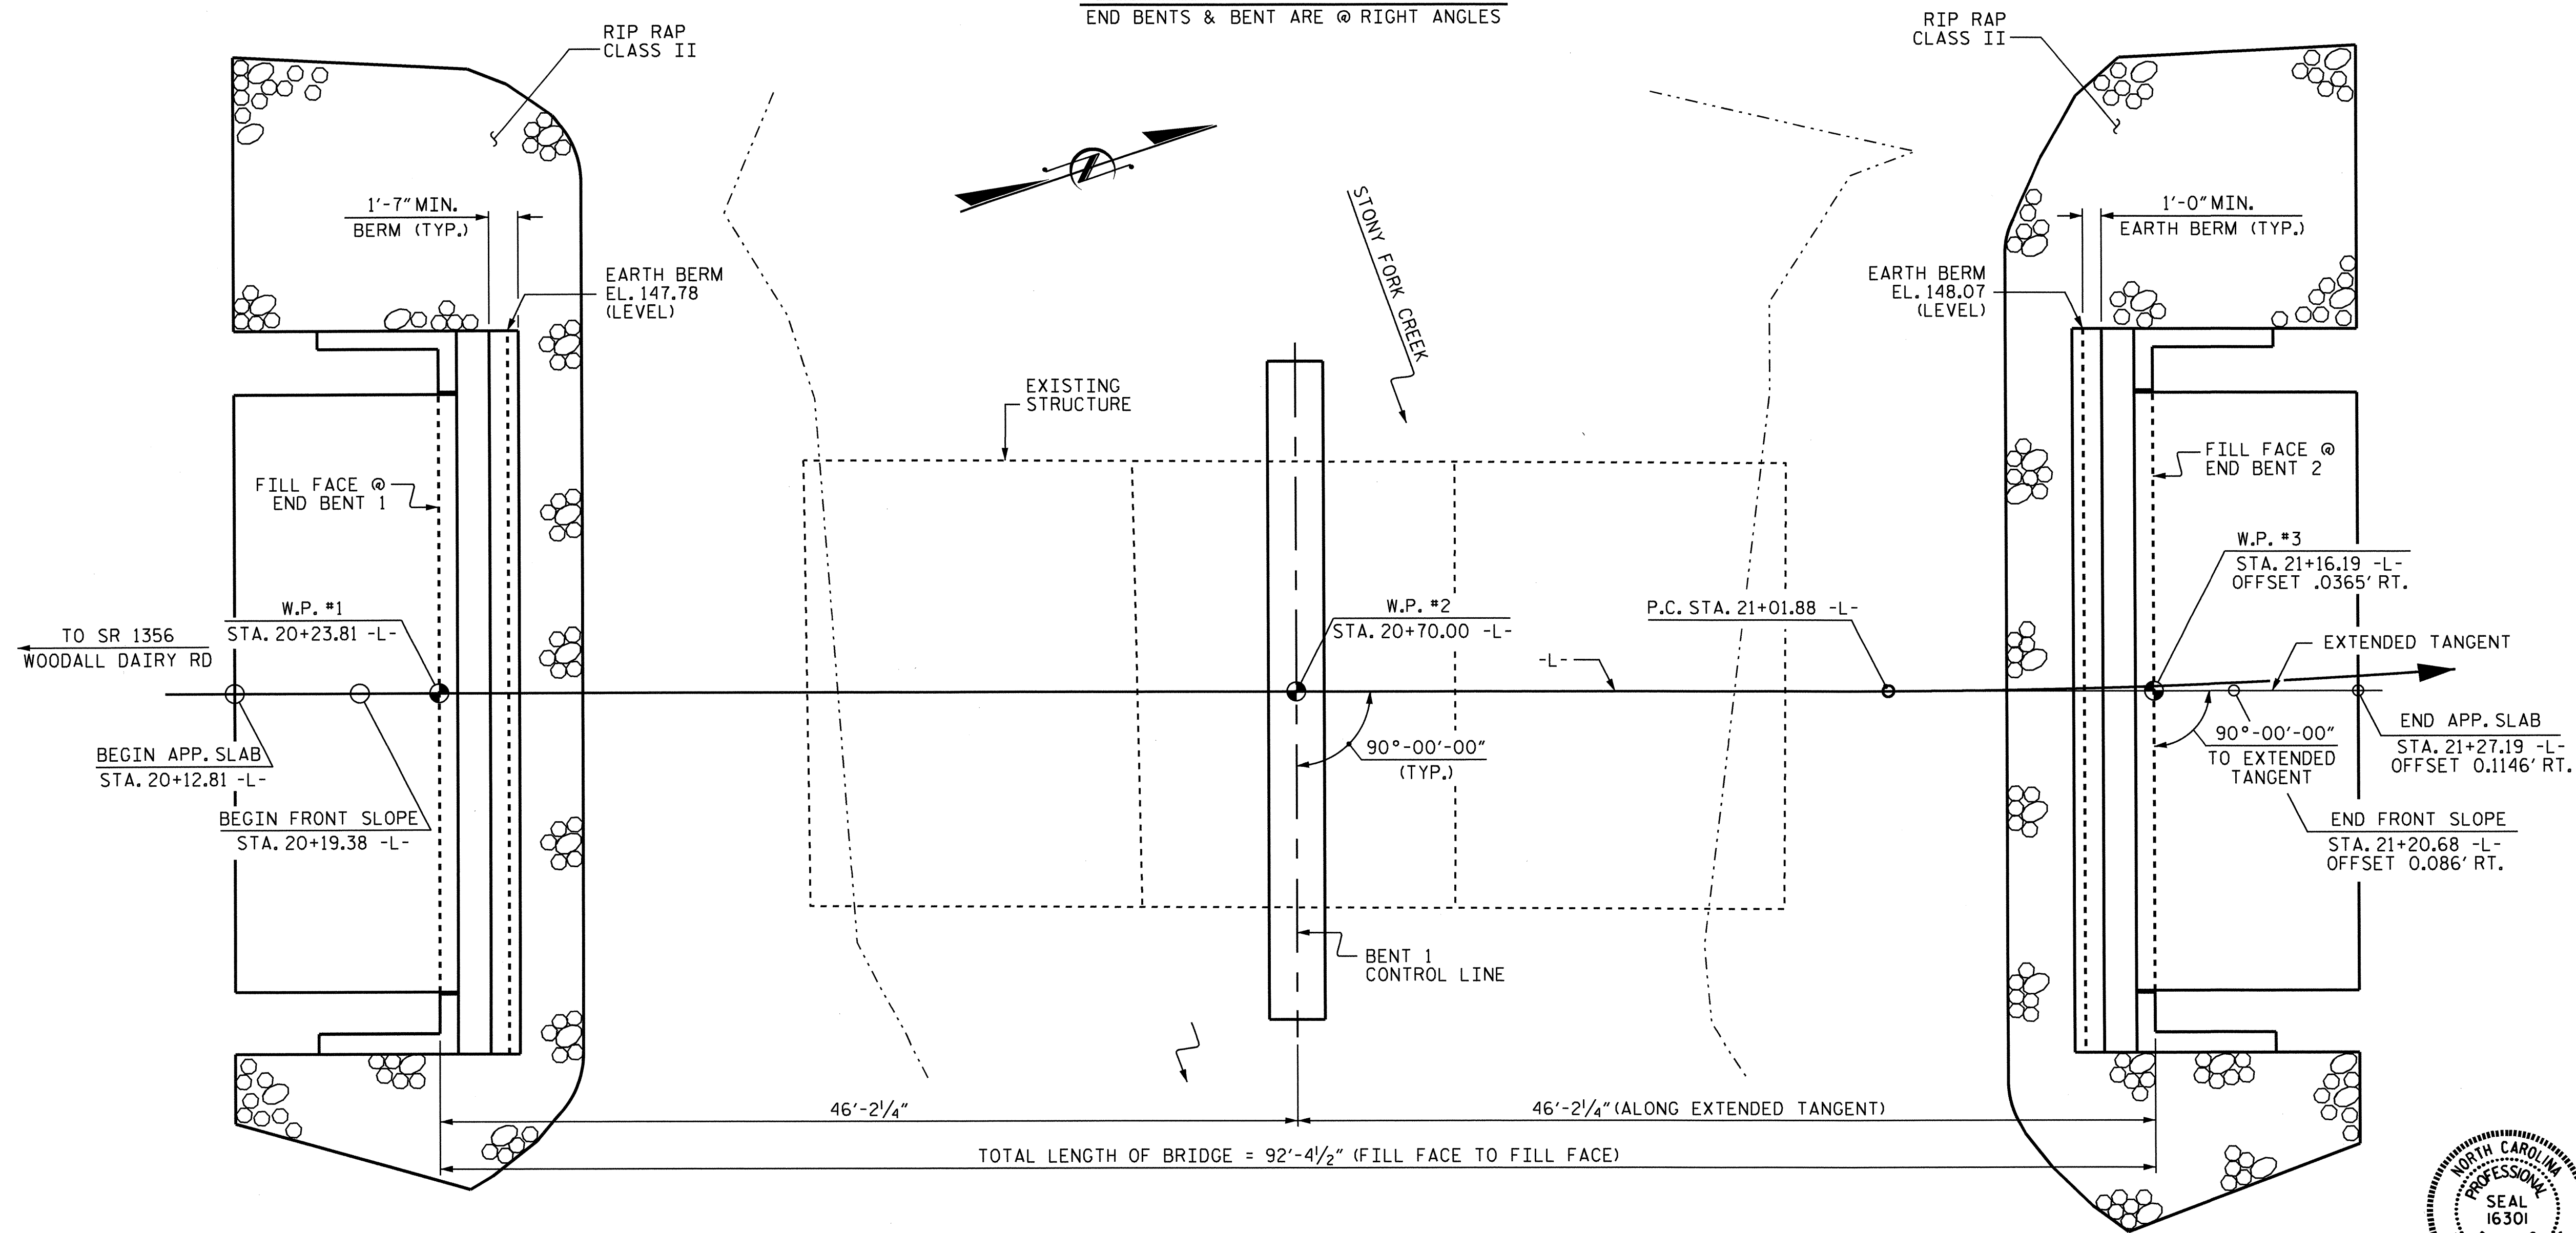 END BENTS & BENT ARE @ RIGHT ANGLES
RIP RAP
CLASS II
RIP RAP
CLASS II
1'-7" MIN.
BERM (TYP.)
1'-0" MIN.
EARTH BERM (TYP.)
STONY FORK CREEK
EARTH BERM
EL. 147.78
(LEVEL)
EARTH BERM
EL. 148.07
(LEVEL)
EXISTING
STRUCTURE
FILL FACE @
END BENT 1
FILL FACE @
END BENT 2
W.P. #3
STA. 21+16.19 -L-
OFFSET .0365' RT.
W.P. #1
STA. 20+23.81 -L-
W.P. #2
STA. 20+70.00 -L-
P.C. STA. 21+01.88 -L-
TO SR 1356
WOODALL DAIRY RD
-L-
EXTENDED TANGENT
BEGIN APP. SLAB
STA. 20+12.81 -L-
90°-00'-00"
(TYP.)
90°-00'-00"
TO EXTENDED
TANGENT
END APP. SLAB
STA. 21+27.19 -L-
OFFSET 0.1146' RT.
BEGIN FRONT SLOPE
STA. 20+19.38 -L-
END FRONT SLOPE
STA. 21+20.68 -L-
OFFSET 0.086' RT.
BENT 1
CONTROL LINE
46'-2 1/4"
46'-2 1/4" (ALONG EXTENDED TANGENT)
TOTAL LENGTH OF BRIDGE = 92'-4 1/2" (FILL FACE TO FILL FACE)
NORTH CAROLINA
PROFESSIONAL
SEAL
16301